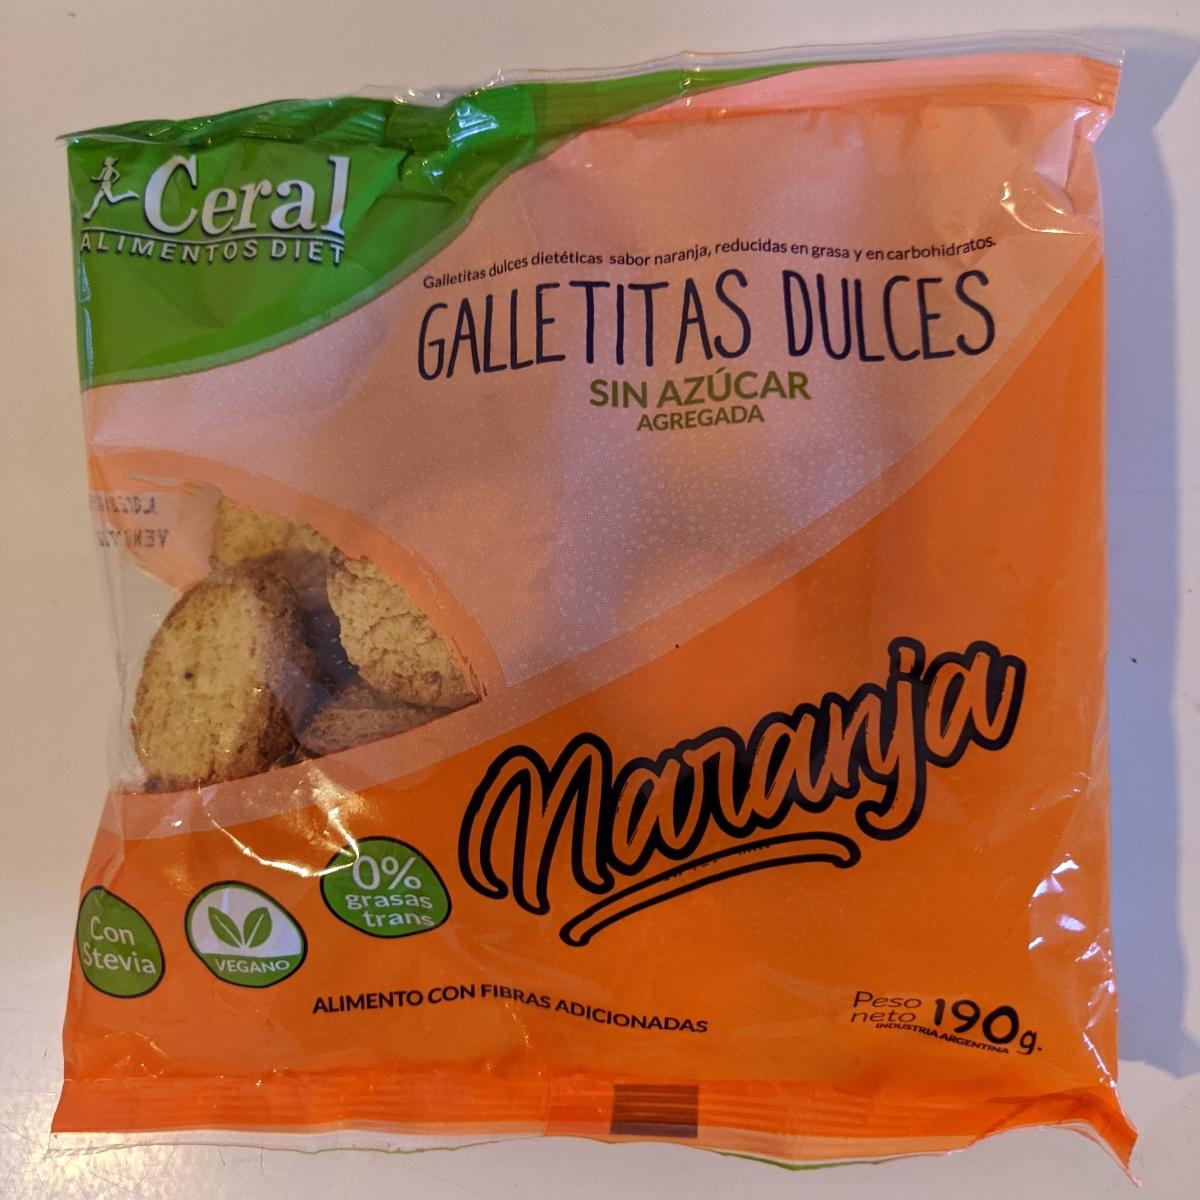 Ceral
ALIMENTOS DIET
Galletitas dulces dietéticas sabor naranja, reducidas en grasa y en carbohidratos.
GALLETITAS DULCES
SIN AZÚCAR
AGREGADA
Naranja
0%
grasas
trans
Con
Stevia
VEGANO
ALIMENTO CON FIBRAS ADICIONADAS
Peso
neto 190g.
INDUSTRIA ARGENTINA